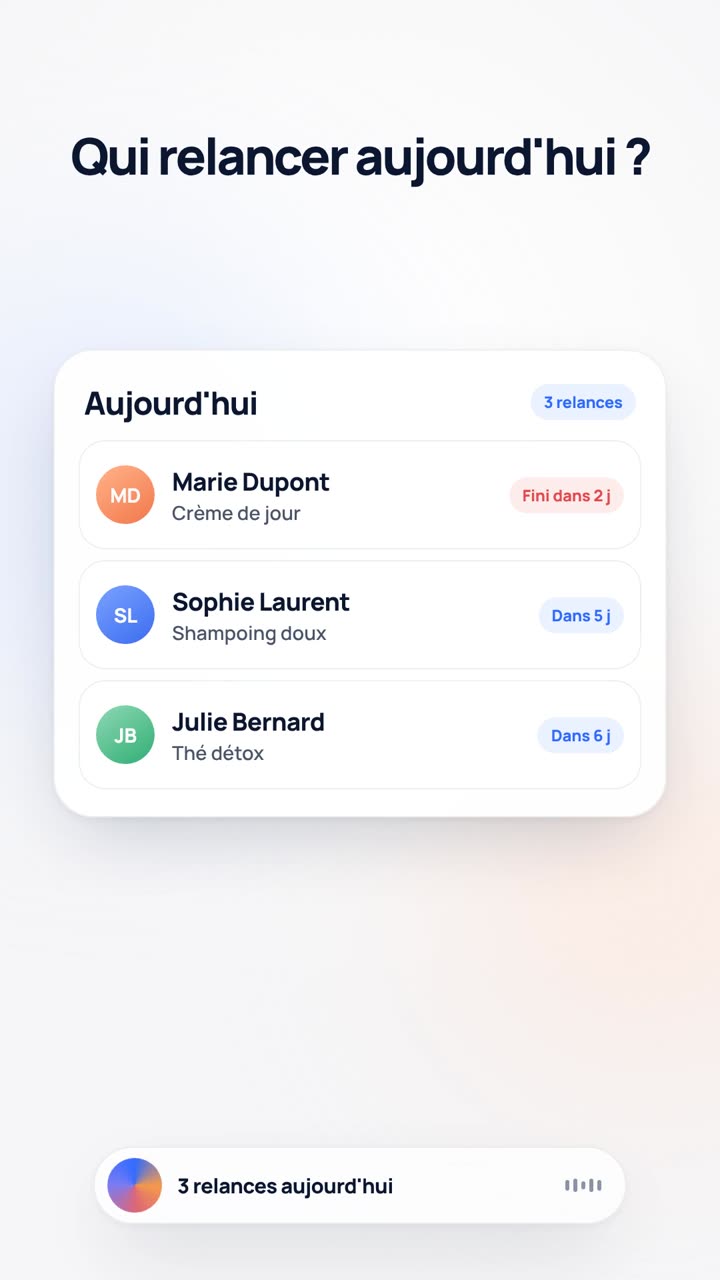 Qui relancer aujourd'hui ?
Aujourd'hui
3 relances
MD
Marie Dupont
Crème de jour
Fini dans 2 j
SL
Sophie Laurent
Shampoing doux
Dans 5 j
JB
Julie Bernard
Thé détox
Dans 6 j
3 relances aujourd'hui